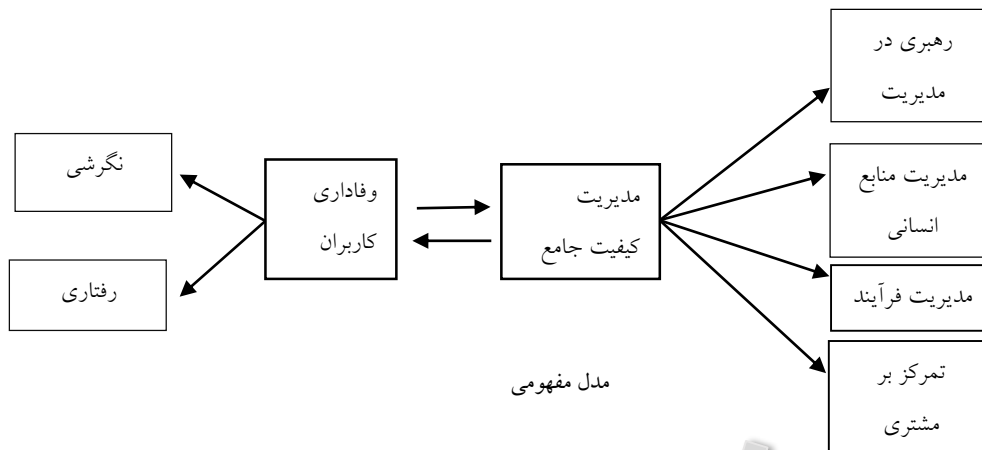 رهبری در
مدیریت
مدیریت منابع
انسانی
مدیریت فرآیند
تمرکز بر
مشتری
مدیریت
کیفیت جامع
وفاداری
کاربران
نگرشی
رفتاری
مدل مفهومی